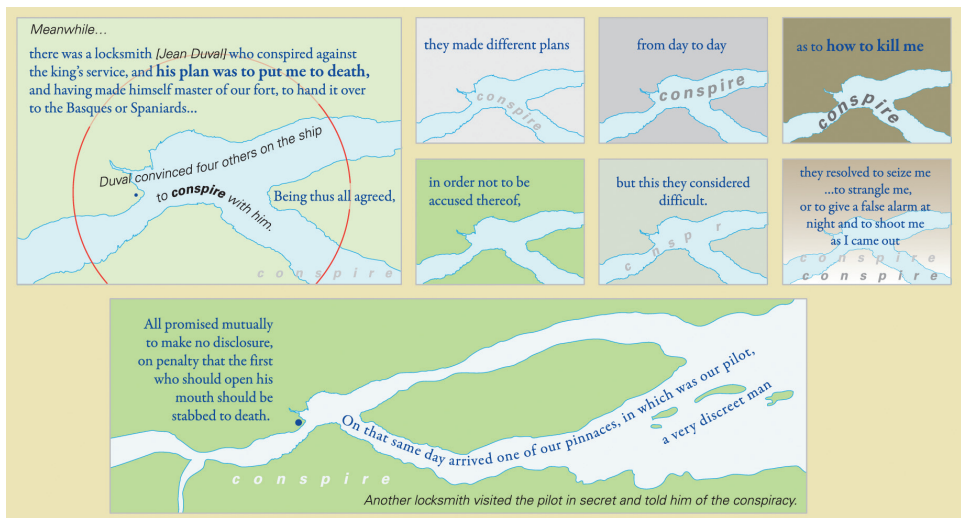 Meanwhile…
there was a locksmith [Jean Duval] who conspired against
the king's service, and his plan was to put me to death,
and having made himself master of our fort, to hand it over
to the Basques or Spaniards...
Duval convinced four others on the ship
to conspire with him.
Being thus all agreed,
conspire
they made different plans
conspire
from day to day
conspire
as to how to kill me
conspire
in order not to be
accused thereof,
but this they considered
difficult.
conspir
they resolved to seize me
...to strangle me,
or to give a false alarm at
night and to shoot me
as I came out
conspire
conspire
All promised mutually
to make no disclosure,
on penalty that the first
who should open his
mouth should be
stabbed to death.
On that same day arrived one of our pinnaces, in which was our pilot,
a very discreet man
conspire
Another locksmith visited the pilot in secret and told him of the conspiracy.